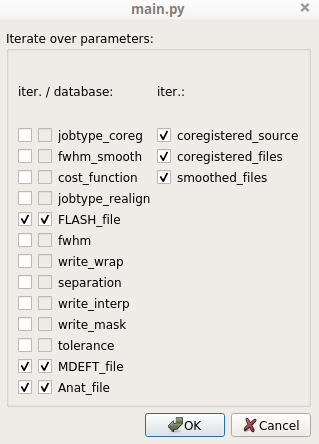 main.py
Iterate over parameters:
iter. / database:
iter.:
jobtype_coreg
coregistered_source
fwhm_smooth
coregistered_files
cost_function
smoothed_files
jobtype_realign
FLASH_file
fwhm
write_wrap
separation
write_interp
write_mask
tolerance
MDEFT_file
Anat_file
OK
Cancel